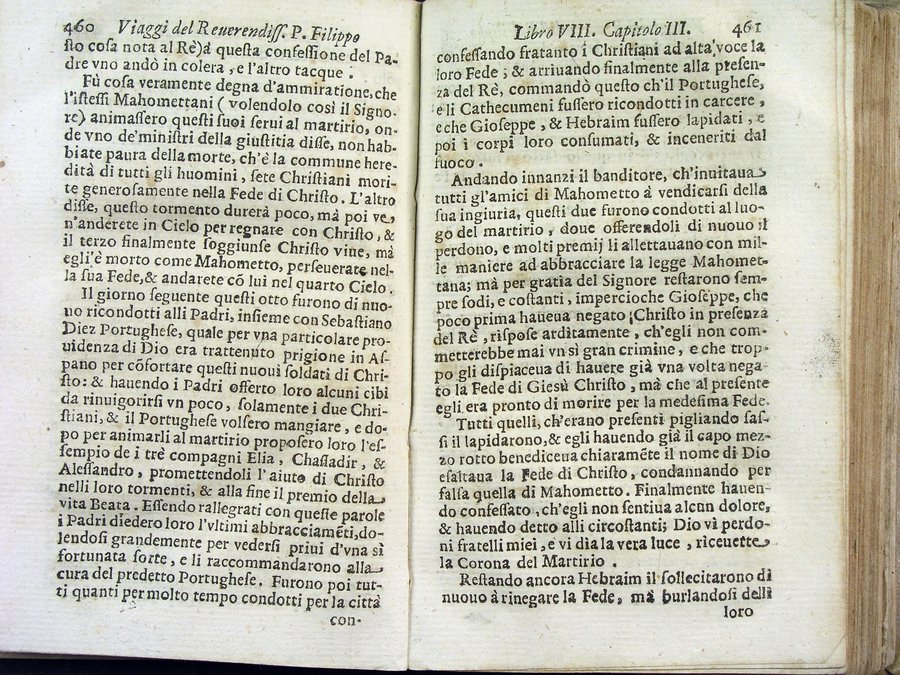 460 Viaggi del Reuerendiſſ. P. Filippo
ſto cosa nota al Rè)à questa confessione del Pa-
dre vno andò in colera , e l'altro tacque .
Fù cosa veramente degna d'ammiratione, che
l'istessi Mahomettani ( volendolo così il Signo-
re) animaſſero questi suoi serui al martirio, on-
de vno de'ministri della giustitia diſſe, non hab-
biate paura della morte, ch'è la commune here-
dità di tutti gli huomini, sete Christiani mori-
te generosamente nella Fede di Christo. L'altro
diſſe, questo tormento durerà poco, mà poi ve
n'anderete in Cielo per regnare con Christo, &
il terzo finalmente soggiunse Christo viue, mà
egli'è morto come Mahometto, perseuerate nel-
la sua Fede,& andarete cõ lui nel quarto Cielo .
Il giorno seguente questi otto furono di nuo-
uo ricondotti alli Padri, insieme con Sebastiano
Diez Portughese, quale per vna particolare pro-
uidenza di Dio era trattenuto prigione in Aſ-
pano per cõfortare questi nuoui soldati di Chri-
sto: & hauendo i Padri offerto loro alcuni cibi
da rinuigorirsi vn poco, solamente i due Chri-
stiani,& il Portughese volsero mangiare, e do-
po per animarli al martirio proposero loro l'eſ-
sempio de i trè compagni Elia , Chaſſadir, &
Aleſſandro , promettendoli l'aiuto di Christo
nelli loro tormenti, & alla fine il premio della
vita Beata. Eſſendo rallegrati con queste parole
i Padri diedero loro l'vltimi abbracciamẽti,do-
lendosi grandemente per vedersi priui d'vna sì
fortunata sorte, e li raccommandarono alla
cura del predetto Portughese. Furono poi tut-
ti quanti per molto tempo condotti per la città
con-
Libro VIII. Capitolo III. 461
confeſſando fratanto i Christiani ad alta voce la
loro Fede ; & arriuando finalmente alla presen-
za del Rè, commandò questo ch'il Portughese,
e li Cathecumeni fuſſero ricondotti in carcere ,
e che Gioseppe , & Hebraim fuſſero lapidati , e
poi i corpi loro consumati, & inceneriti dal
fuoco .
Andando innanzi il banditore, ch'inuitaua
tutti gl'amici di Mahometto à vendicarsi della
sua ingiuria, questi due furono condotti al luo-
go del martirio , doue offerendoli di nuouo il
perdono, e molti premij li allettauano con mil-
le maniere ad abbracciare la legge Mahomet-
tana; mà per gratia del Signore restarono sem-
pre sodi, e costanti, impercioche Gioseppe, che
poco prima haueua negato Christo in presenza
del Rè , rispose arditamente , ch'egli non com-
metterebbe mai vn sì gran crimine , e che trop-
po gli dispiaceua di hauere già vna volta nega-
to la Fede di Giesù Christo , mà che al presente
egli era pronto di morire per la medesima Fede.
Tutti quelli, ch'erano presenti pigliando saſ-
si il lapidarono,& egli hauendo già il capo mez-
zo rotto benediceua chiaramẽte il nome di Dio
esaltaua la Fede di Christo, condannando per
falsa quella di Mahometto . Finalmente hauen-
do confeſſato , ch'egli non sentiua alcun dolore,
& hauendo detto alli circostanti; Dio vi perdo-
ni fratelli miei , e vi dia la vera luce , riceuette
la Corona del Martirio .
Restando ancora Hebraim il sollecitarono di
nuouo à rinegare la Fede, mà burlandosi delli
loro